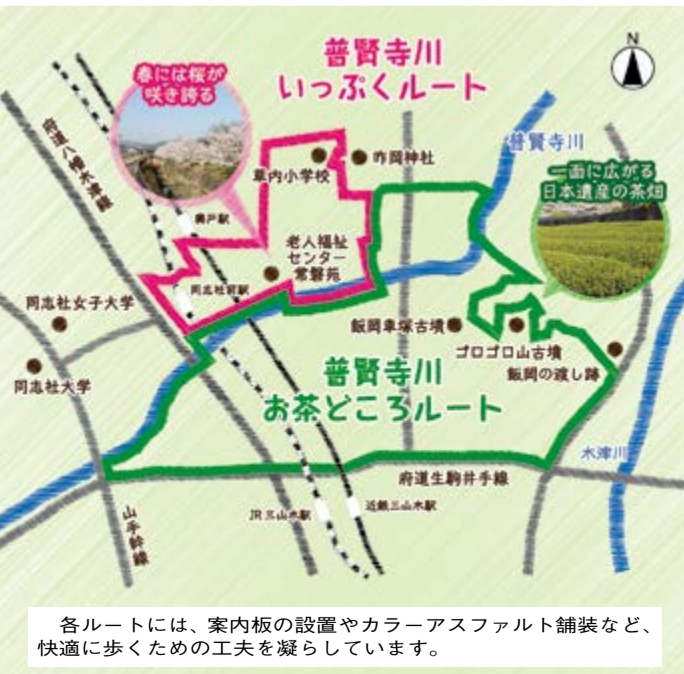 N
普賢寺川
いっぷくルート
春には桜が
咲き誇る
府道八幡木津線
草内小学校
咋岡神社
普賢寺川
一面に広がる
日本遺産の茶畑
興戸駅
老人福祉
センター
常磐苑
同志社前駅
同志社女子大学
同志社大学
飯岡車塚古墳
ゴロゴロ山古墳
飯岡の渡し跡
普賢寺川
お茶どころルート
木津川
府道生駒井手線
山手幹線
JR三山木駅
近鉄三山木駅
各ルートには、案内板の設置やカラーアスファルト舗装など、
快適に歩くための工夫を凝らしています。